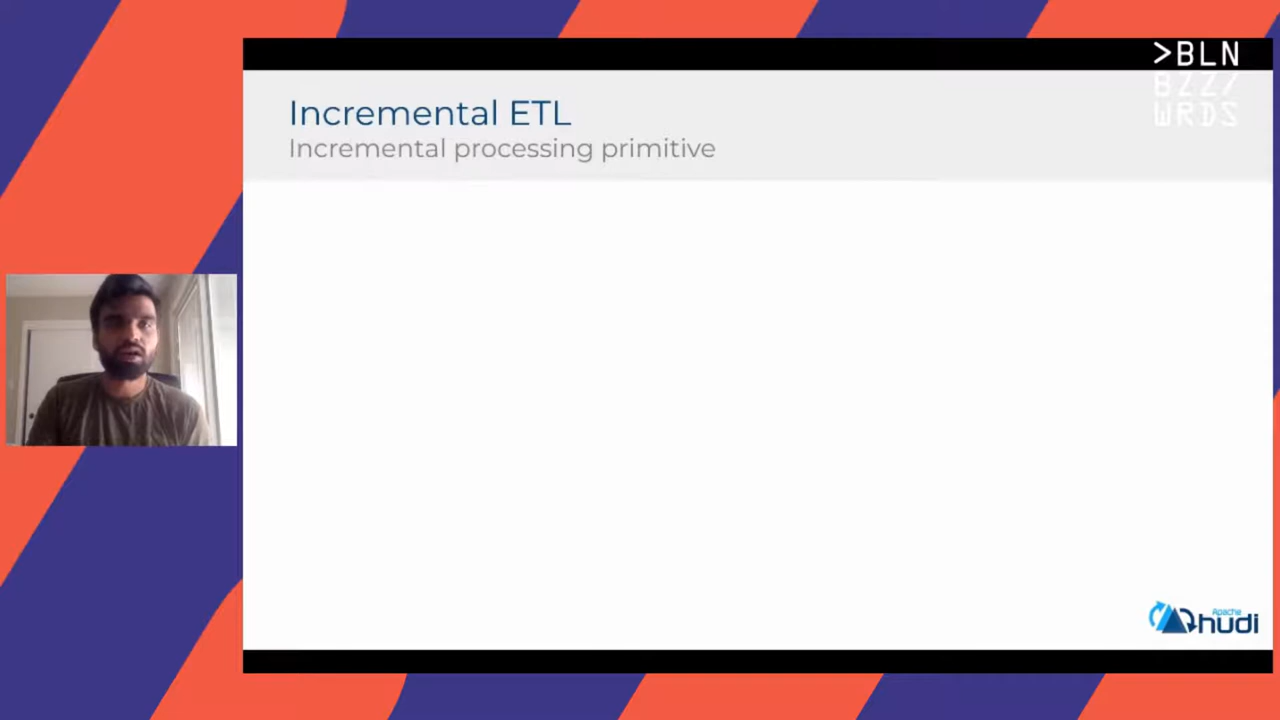 >BLN
BZZ/
WRDS
Incremental ETL
Incremental processing primitive
Apache
hudi